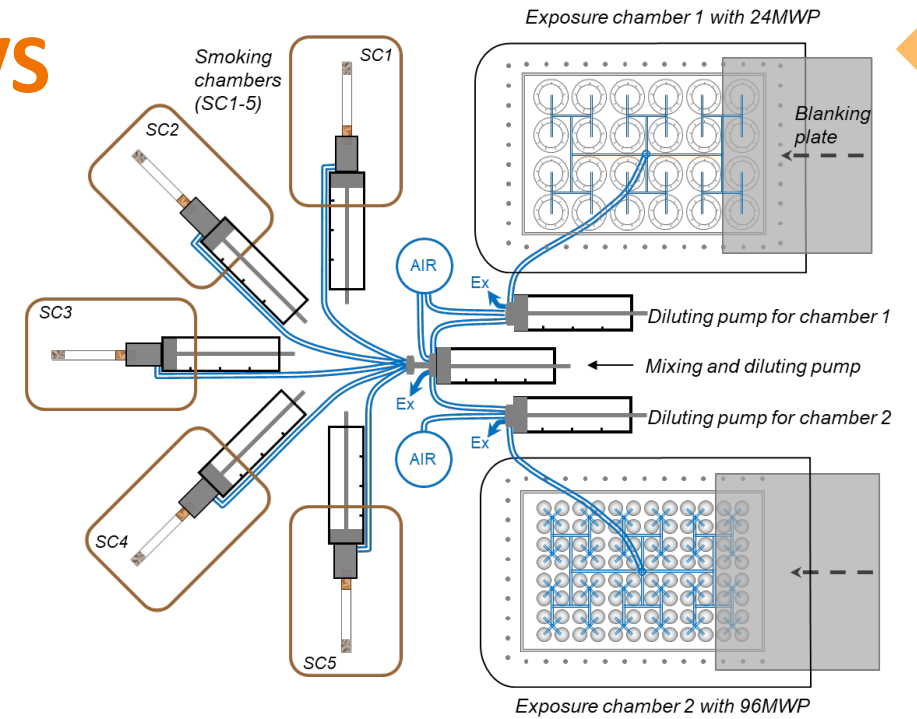 vs
Exposure chamber 1 with 24MWP
Smoking
chambers
(SC1-5)
SC1
SC2
Blanking
plate
AIR
Ex
SC3
Diluting pump for chamber 1
Mixing and diluting pump
Ex
Diluting pump for chamber 2
Ex
AIR
SC4
SC5
Exposure chamber 2 with 96MWP